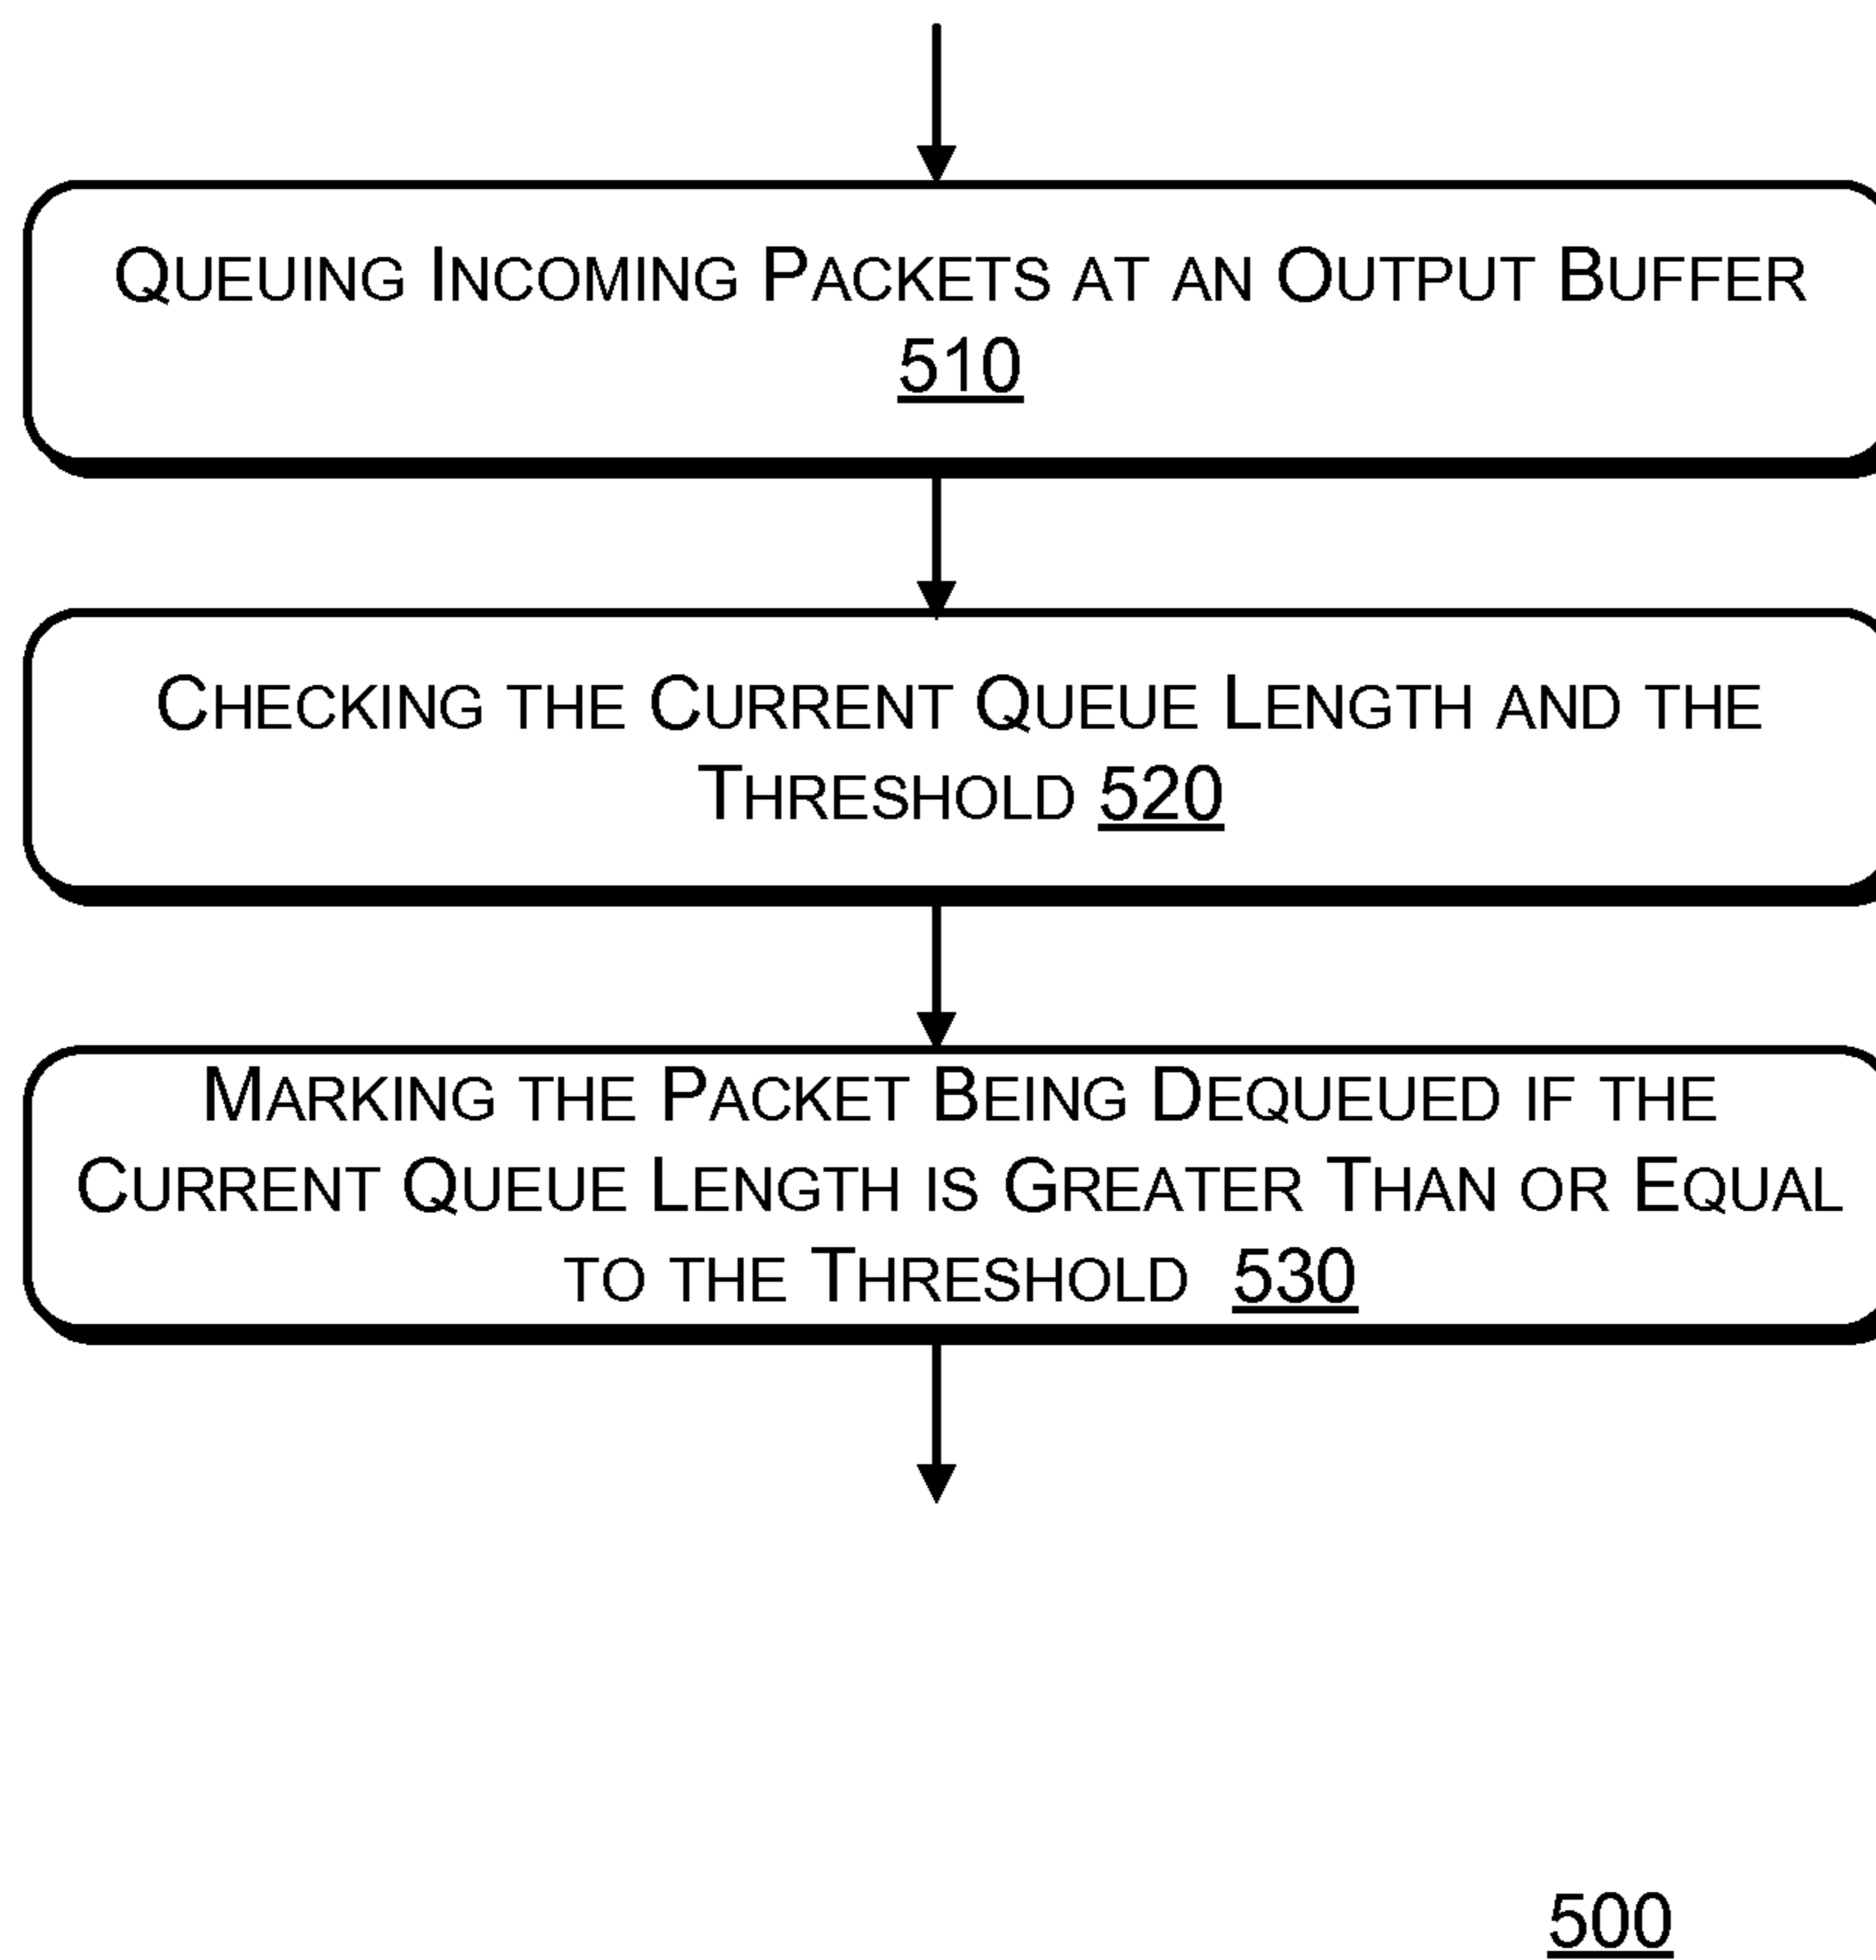 Queuing Incoming Packets at an Output Buffer
510
Checking the Current Queue Length and the
Threshold 520
Marking the Packet Being Dequeued if the
Current Queue Length is Greater Than or Equal
to the Threshold 530
500